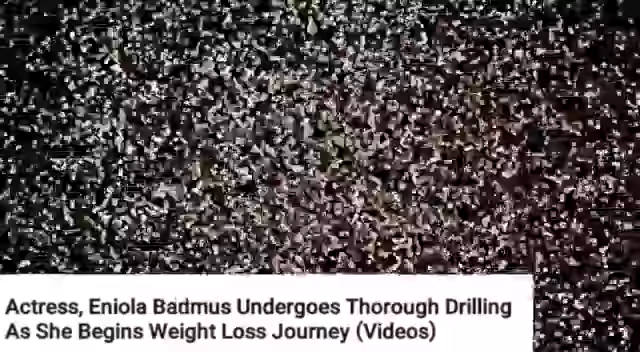 Actress, Eniola Badmus Undergoes Thorough Drilling
As She Begins Weight Loss Journey (Videos)